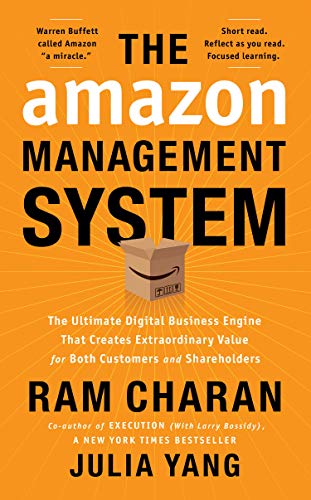 Warren Buffett
called Amazon
"a miracle."
Short read.
Reflect as you read.
Focused learning.
THE
amazon
MANAGEMENT
SYSTEM
The Ultimate Digital Business Engine
That Creates Extraordinary Value
for Both Customers and Shareholders
RAM CHARAN
Co-author of EXECUTION (With Larry Bossidy),
A NEW YORK TIMES BESTSELLER
JULIA YANG